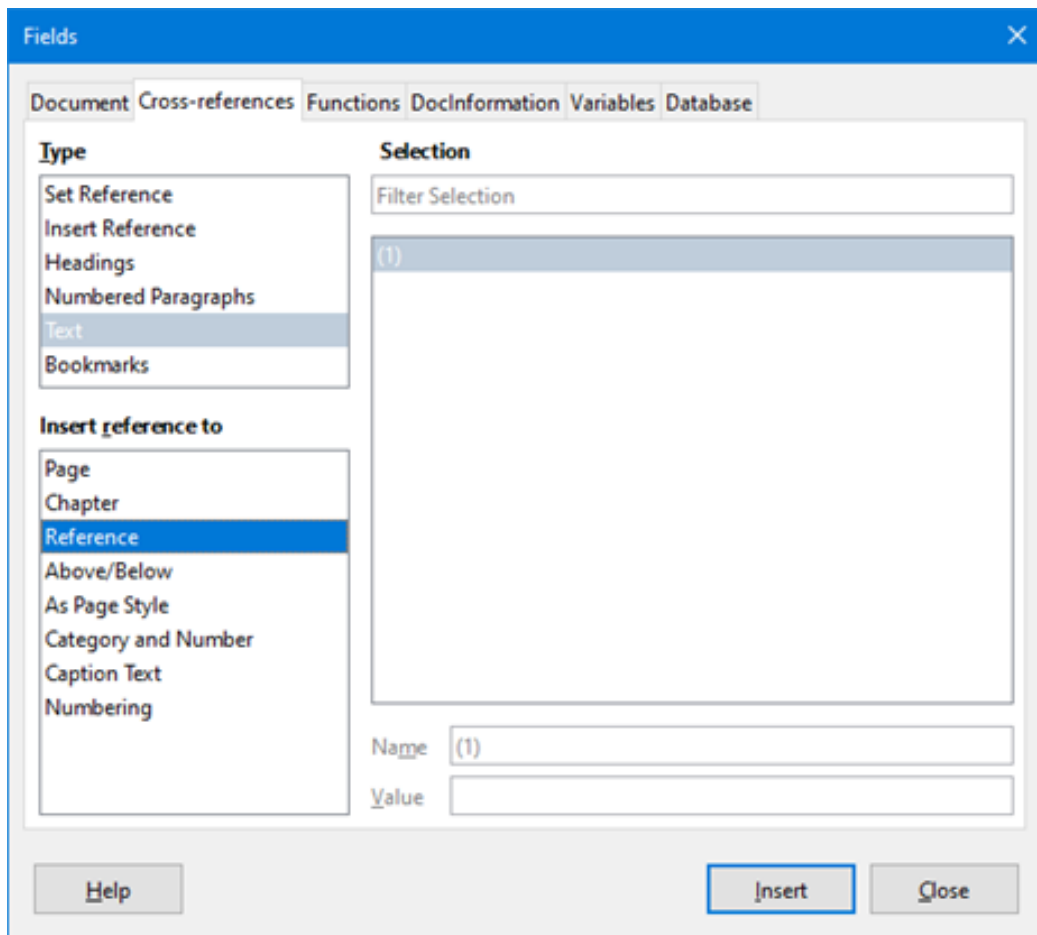 Fields
Document Cross-references Functions DocInformation Variables Database
Type
Set Reference
Insert Reference
Headings
Numbered Paragraphs
Text
Bookmarks
Insert reference to
Page
Chapter
Reference
Above/Below
As Page Style
Category and Number
Caption Text
Numbering
Selection
Filter Selection
(1)
Name (1)
Value
Help Insert Close